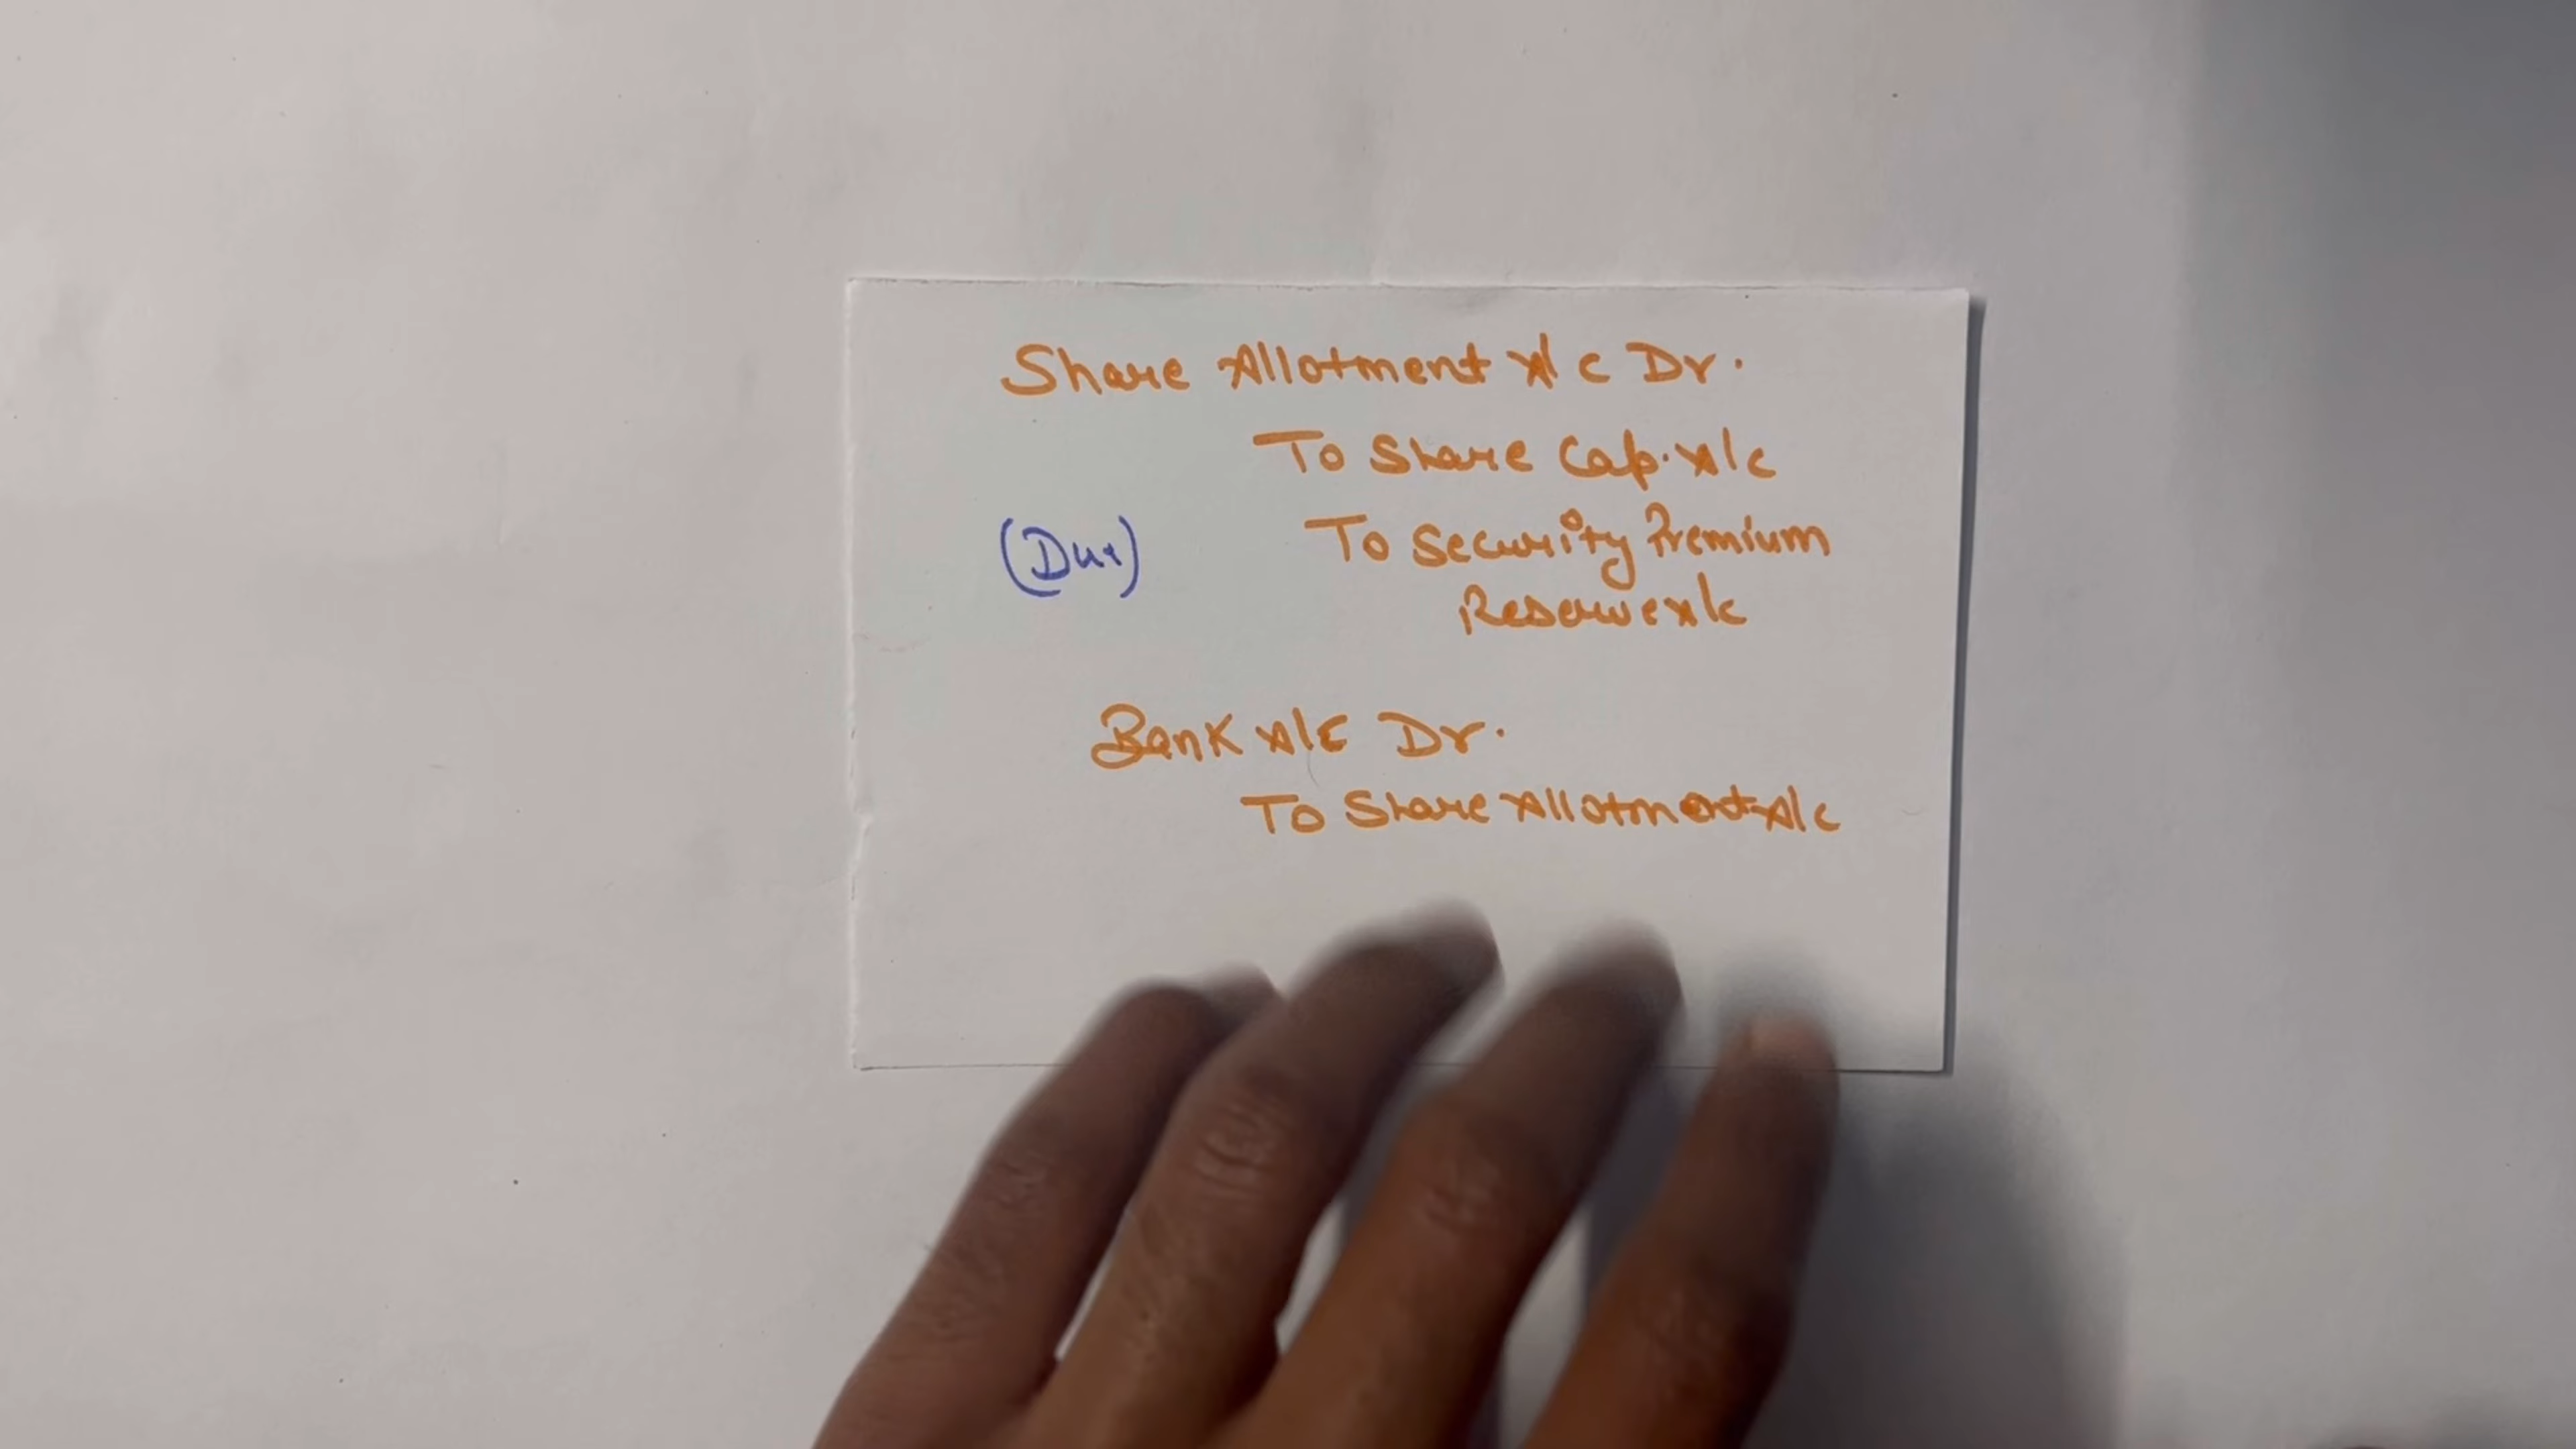 Share Allotment A/c Dr.
To Share Cap. A/c
(Due) To Security Premium
Reserve A/c
Bank A/c Dr.
To Share Allotment A/c